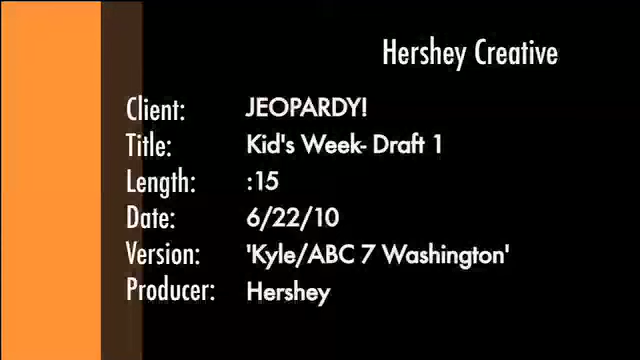 Hershey Creative
Client: JEOPARDY!
Title: Kid's Week- Draft 1
Length: :15
Date: 6/22/10
Version: 'Kyle/ABC 7 Washington'
Producer: Hershey